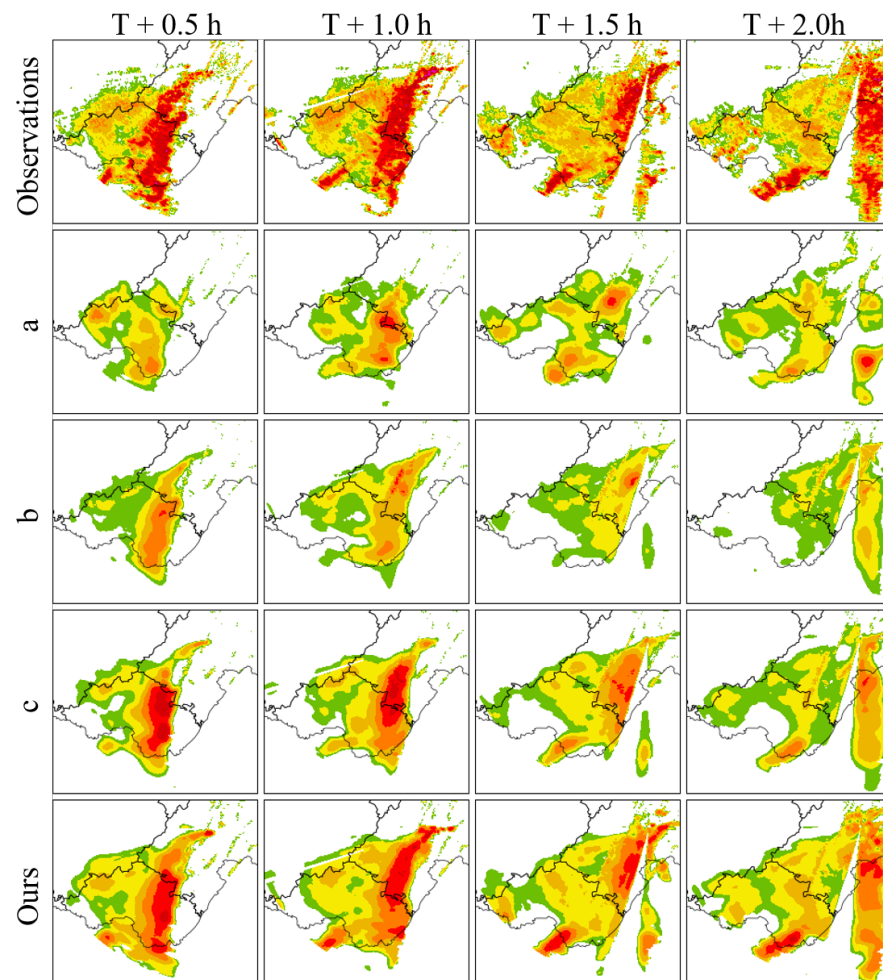 T + 0.5 h T + 1.0 h T + 1.5 h T + 2.0h
Observations
a
b
c
Ours